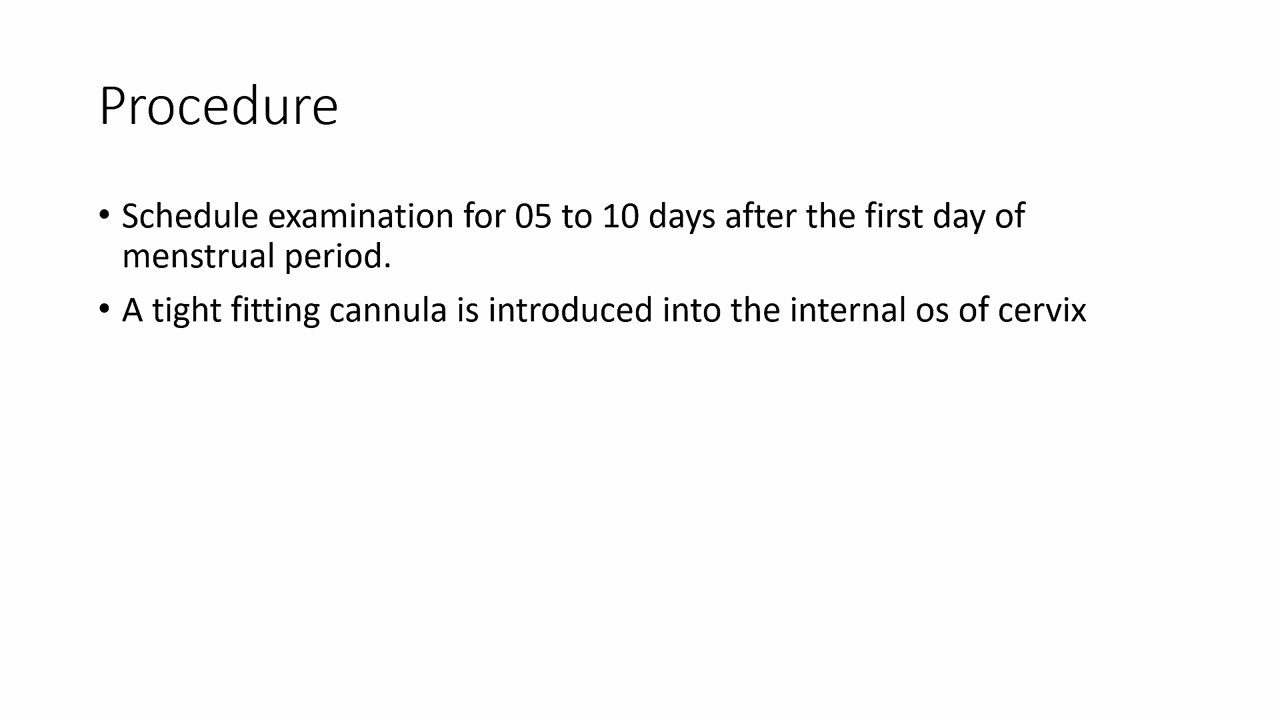 Procedure
• Schedule examination for 05 to 10 days after the first day of
menstrual period.
• A tight fitting cannula is introduced into the internal os of cervix